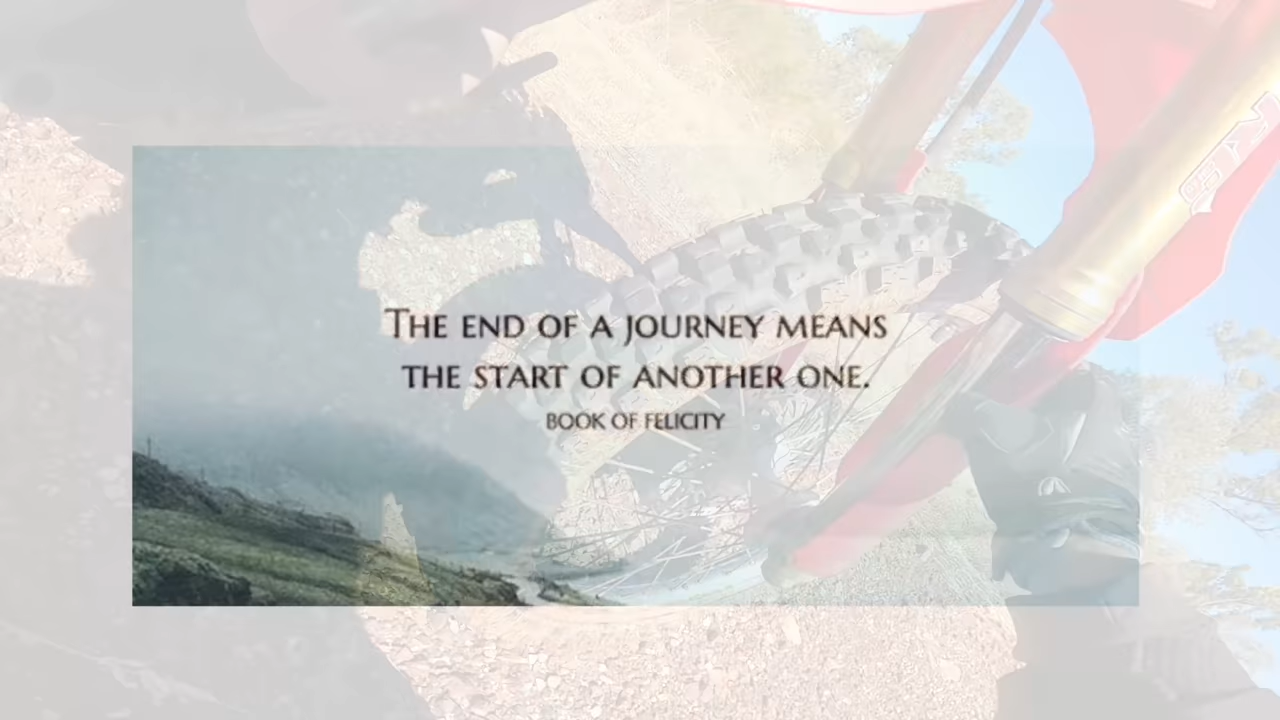 The end of a journey means
the start of another one.
BOOK OF FELICITY